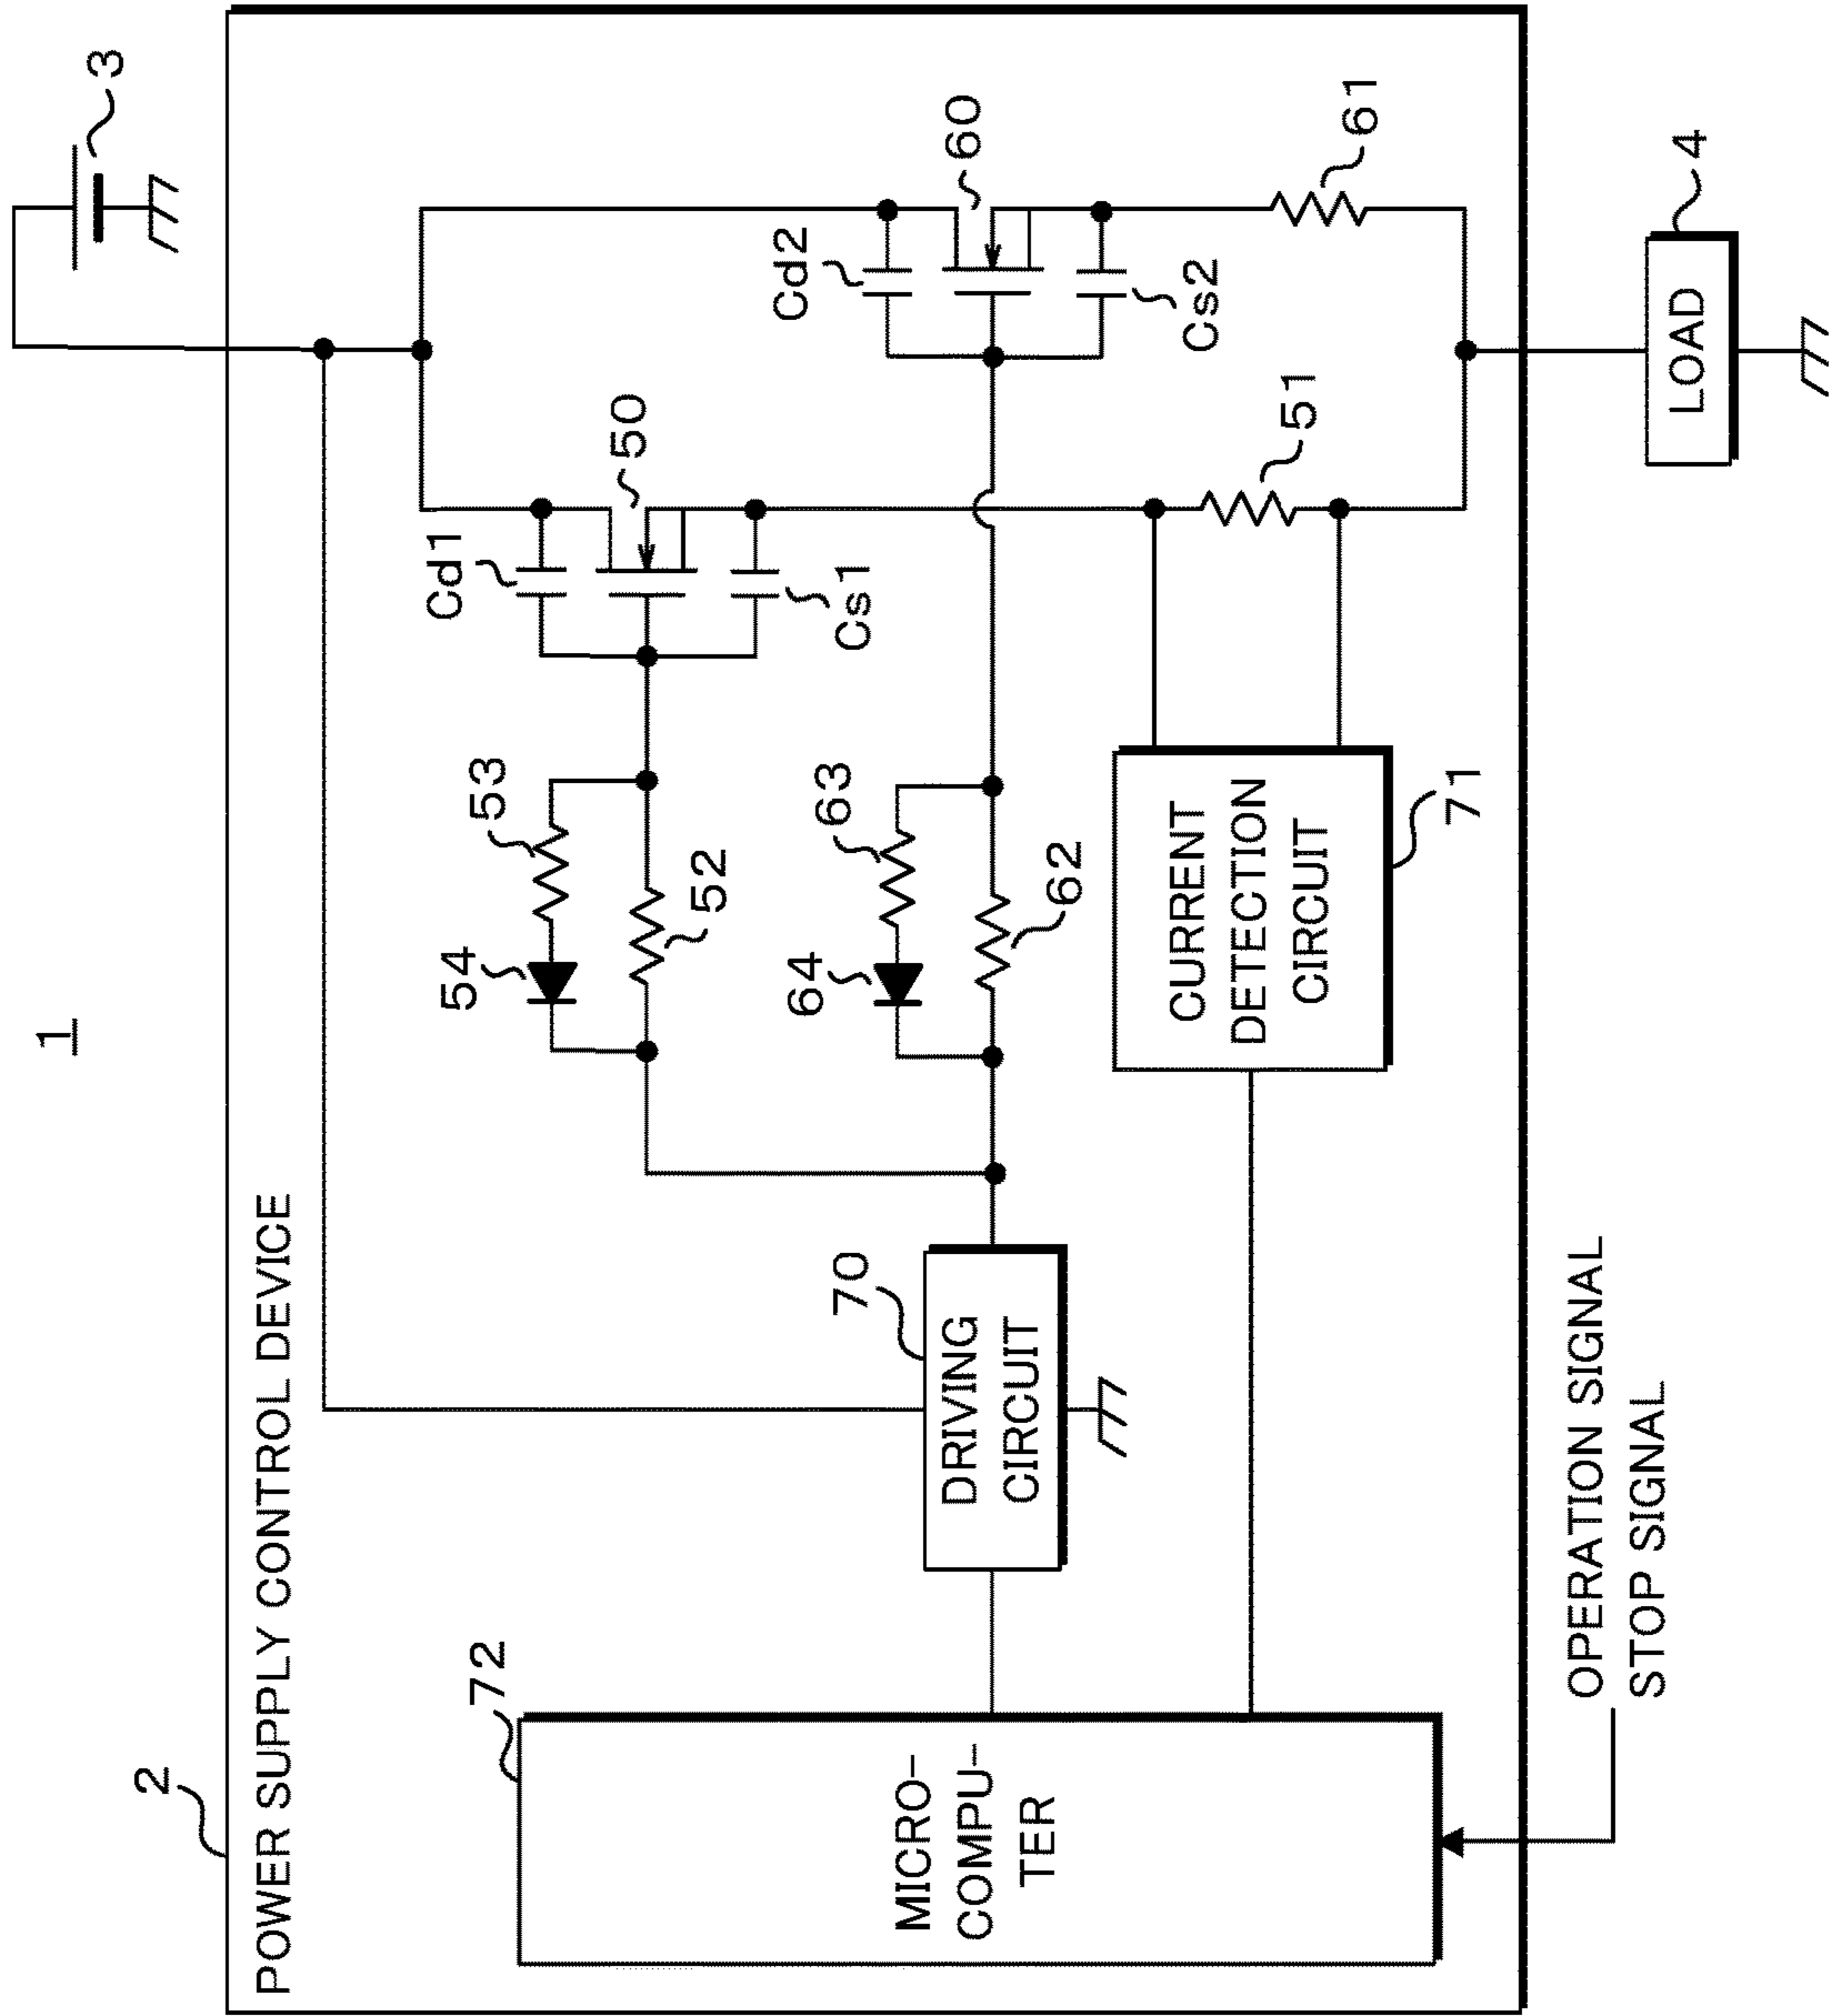 1
2
POWER SUPPLY CONTROL DEVICE
3
72
MICRO-
COMPU-
TER
70
DRIVING
CIRCUIT
54
53
52
64
63
62
Cd1
50
Cs1
Cd2
60
Cs2
CURRENT
DETECTION
CIRCUIT
71
51
61
LOAD
4
OPERATION SIGNAL
STOP SIGNAL